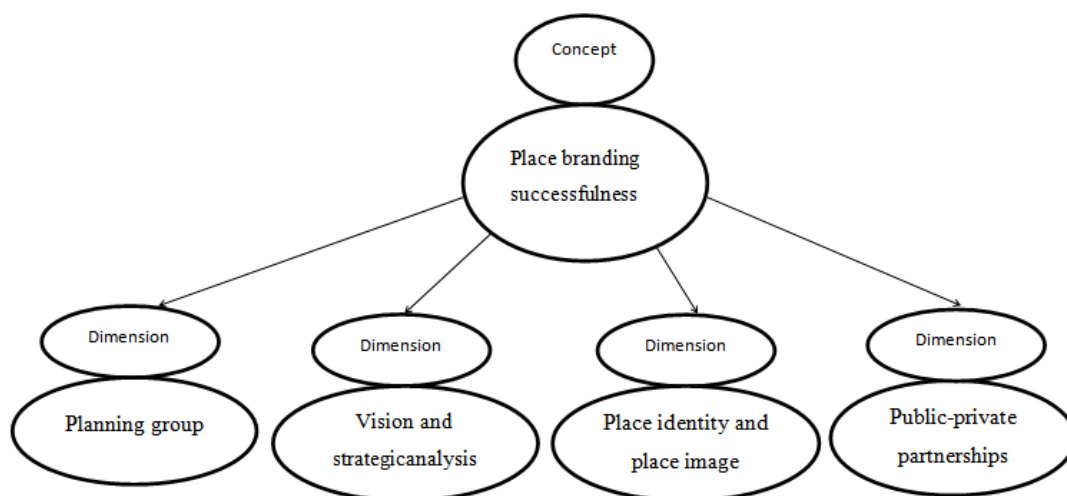 Concept
Place branding
successfulness
Dimension
Dimension
Dimension
Dimension
Planning group
Vision and
strategicanalysis
Place identity and
place image
Public-private
partnerships